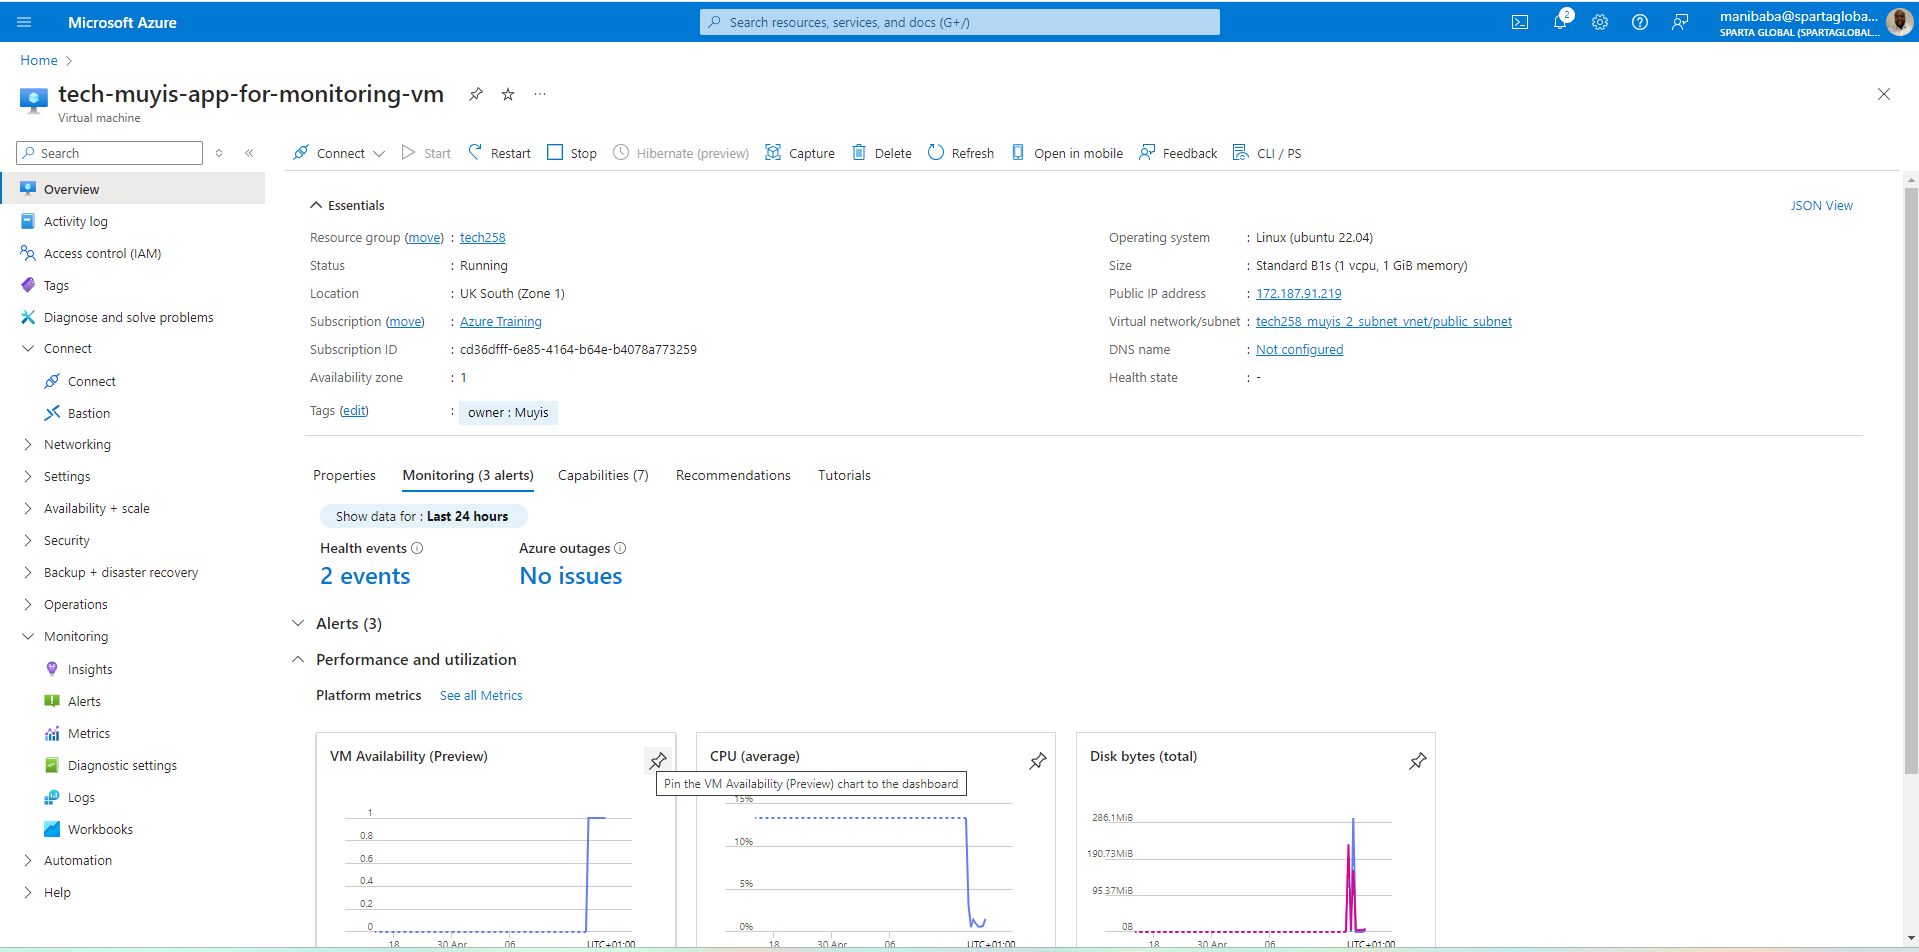 Microsoft Azure
Search resources, services, and docs (G+/)
2
manibaba@spartagloba...
SPARTA GLOBAL (SPARTAGLOBAL...
Home
tech-muyis-app-for-monitoring-vm
...
Virtual machine
Search
Connect
Start
Restart
Stop
Hibernate (preview)
Capture
Delete
Refresh
Open in mobile
Feedback
CLI / PS
Overview
Activity log
Access control (IAM)
Tags
Diagnose and solve problems
Connect
Connect
Bastion
Networking
Settings
Availability + scale
Security
Backup + disaster recovery
Operations
Monitoring
Insights
Alerts
Metrics
Diagnostic settings
Logs
Workbooks
Automation
Help
Essentials
JSON View
Resource group (move) : tech258
Status : Running
Location : UK South (Zone 1)
Subscription (move) : Azure Training
Subscription ID : cd36dfff-6e85-4164-b64e-b4078a773259
Availability zone : 1
Tags (edit) : owner : Muyis
Operating system : Linux (ubuntu 22.04)
Size : Standard B1s (1 vcpu, 1 GiB memory)
Public IP address : 172.187.91.219
Virtual network/subnet : tech258_muyis_2_subnet_vnet/public_subnet
DNS name : Not configured
Health state : -
Properties
Monitoring (3 alerts)
Capabilities (7)
Recommendations
Tutorials
Show data for : Last 24 hours
Health events
2 events
Azure outages
No issues
Alerts (3)
Performance and utilization
Platform metrics
See all Metrics
VM Availability (Preview)
Pin the VM Availability (Preview) chart to the dashboard
1
0.8
0.6
0.4
0.2
0
18 30 Apr 06 UTC+01:00
CPU (average)
15%
10%
5%
0%
18 30 Apr 06 UTC+01:00
Disk bytes (total)
286.1MiB
190.73MiB
95.37MiB
0B
18 30 Apr 06 UTC+01:00